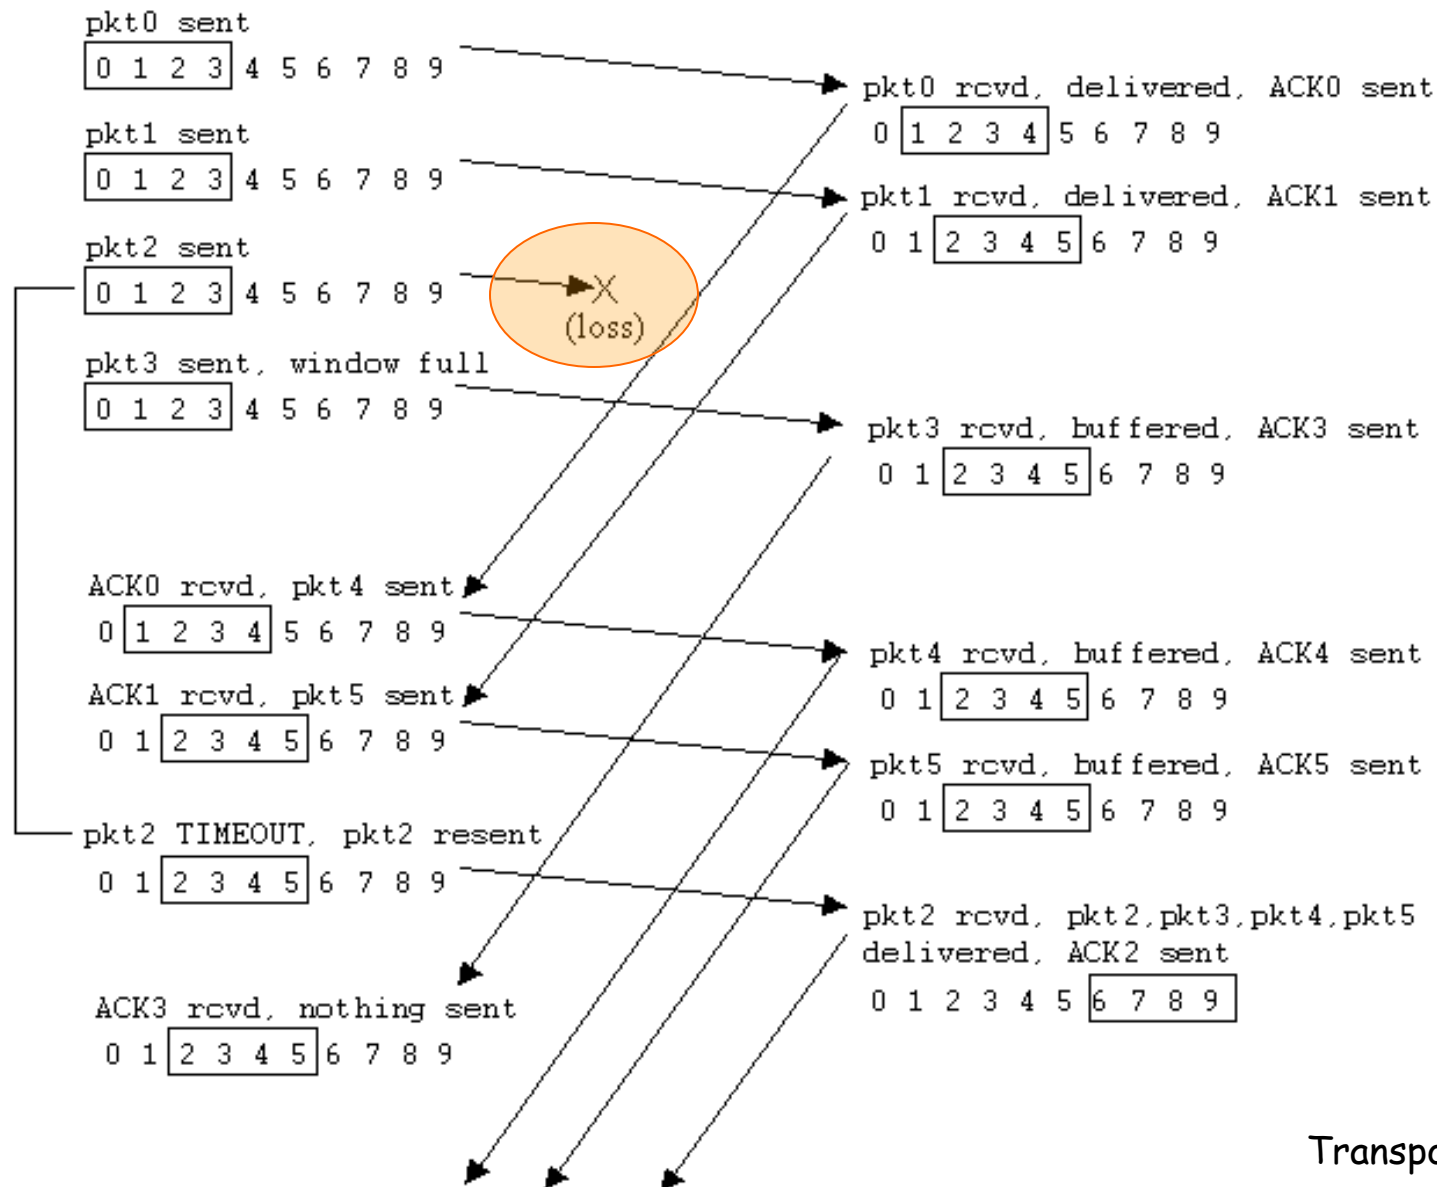 pkt0 sent
0 1 2 3 4 5 6 7 8 9
pkt0 rcvd, delivered, ACK0 sent
0 1 2 3 4 5 6 7 8 9
pkt1 sent
0 1 2 3 4 5 6 7 8 9
pkt1 rcvd, delivered, ACK1 sent
0 1 2 3 4 5 6 7 8 9
pkt2 sent
0 1 2 3 4 5 6 7 8 9
X
(loss)
pkt3 sent, window full
0 1 2 3 4 5 6 7 8 9
pkt3 rcvd, buffered, ACK3 sent
0 1 2 3 4 5 6 7 8 9
ACK0 rcvd, pkt4 sent
0 1 2 3 4 5 6 7 8 9
pkt4 rcvd, buffered, ACK4 sent
0 1 2 3 4 5 6 7 8 9
ACK1 rcvd, pkt5 sent
0 1 2 3 4 5 6 7 8 9
pkt5 rcvd, buffered, ACK5 sent
0 1 2 3 4 5 6 7 8 9
pkt2 TIMEOUT, pkt2 resent
0 1 2 3 4 5 6 7 8 9
pkt2 rcvd, pkt2,pkt3,pkt4,pkt5
delivered, ACK2 sent
0 1 2 3 4 5 6 7 8 9
ACK3 rcvd, nothing sent
0 1 2 3 4 5 6 7 8 9